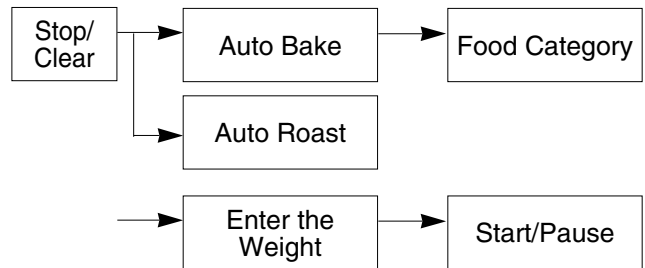 Stop/
Clear
Auto Bake
Food Category
Auto Roast
Enter the
Weight
Start/Pause